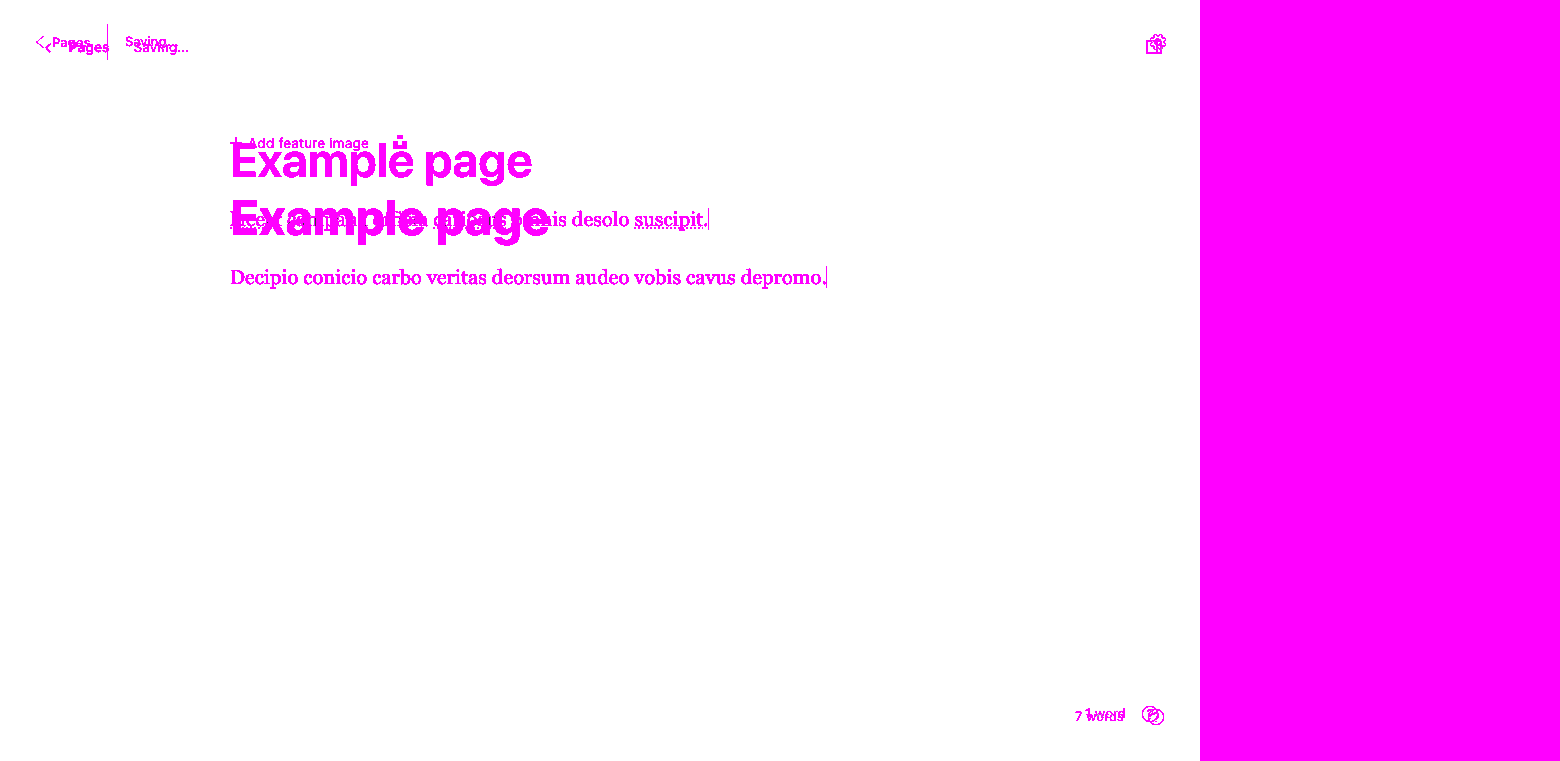 Pages Saving...
Pages Saving...
Add feature image
Example page
Example page
desolo suscipit.
Decipio conicio carbo veritas deorsum audeo vobis cavus depromo.
1 word
7 words